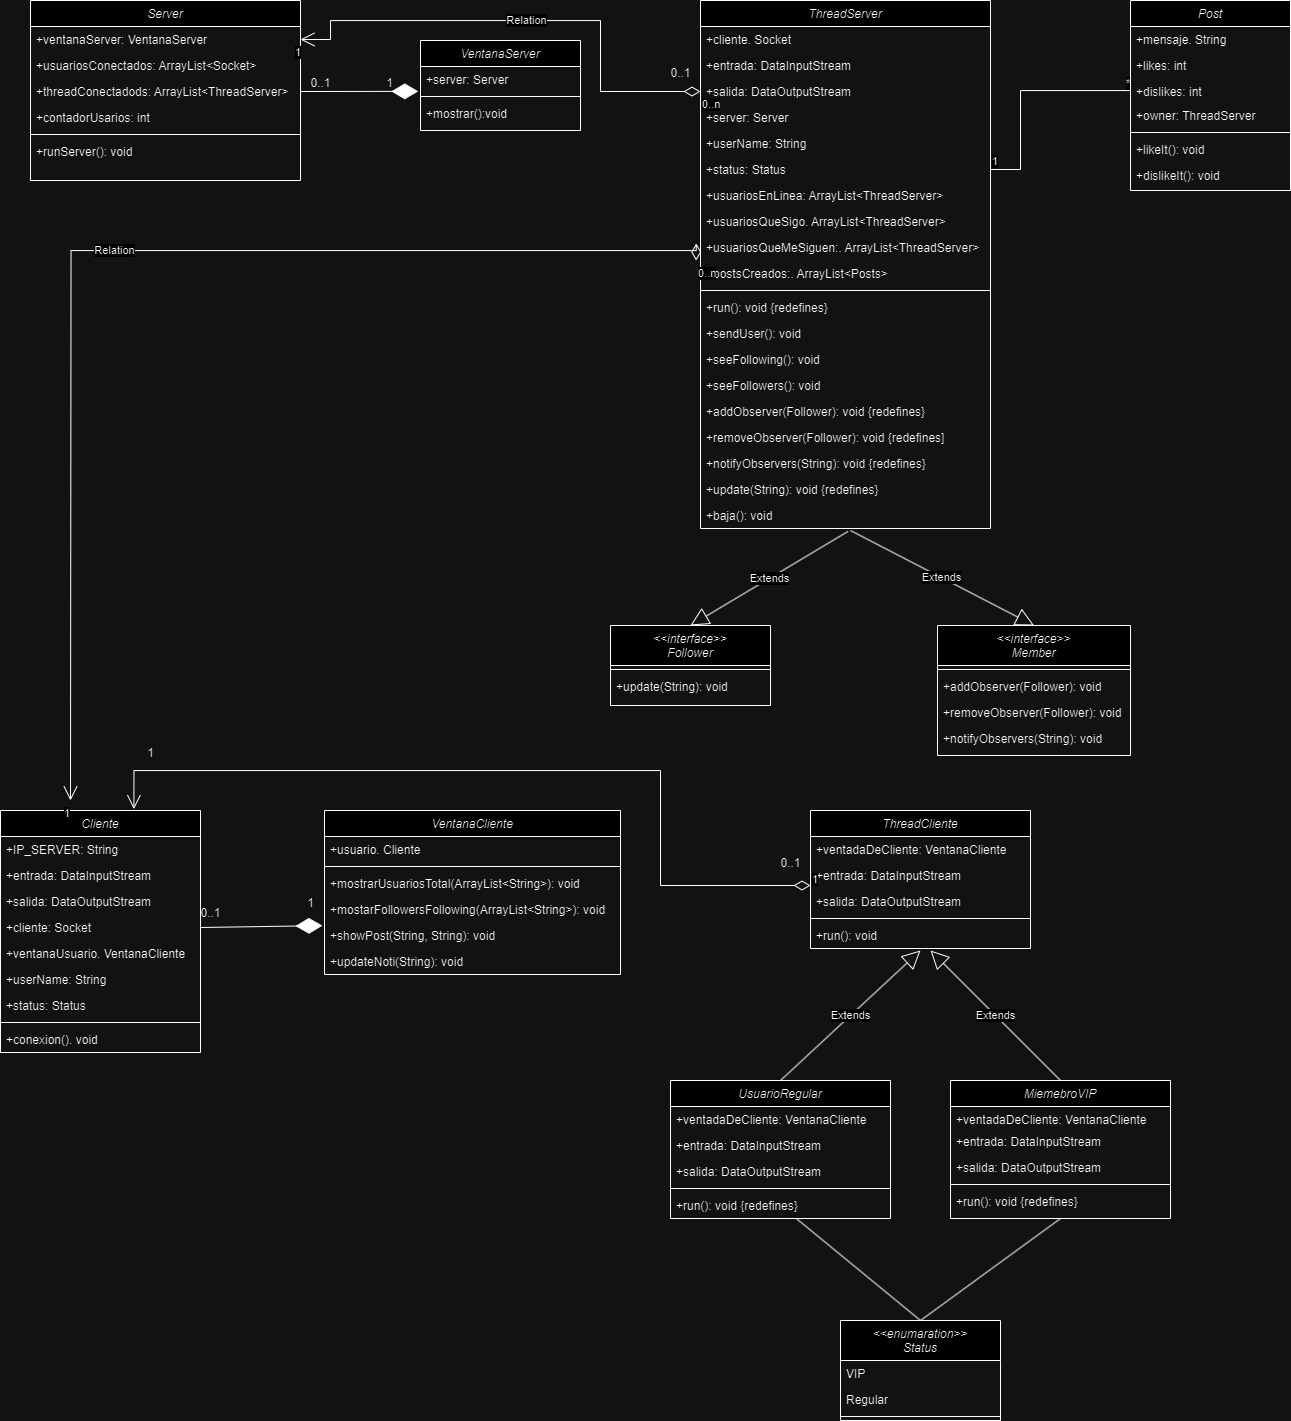 Server
+ventanaServer: VentanaServer
+usuariosConectados: ArrayList<Socket>
+threadConectadods: ArrayList<ThreadServer>
+contadorUsarios: int
+runServer(): void
Relation
1
0..1
1
VentanaServer
+server: Server
+mostrar():void
0..1
0..n
ThreadServer
+cliente. Socket
+entrada: DataInputStream
+salida: DataOutputStream
+server: Server
+userName: String
+status: Status
+usuariosEnLinea: ArrayList<ThreadServer>
+usuariosQueSigo. ArrayList<ThreadServer>
+usuariosQueMeSiguen:. ArrayList<ThreadServer>
+postsCreados:. ArrayList<Posts>
+run(): void {redefines}
+sendUser(): void
+seeFollowing(): void
+seeFollowers(): void
+addObserver(Follower): void {redefines}
+removeObserver(Follower): void {redefines]
+notifyObservers(String): void {redefines}
+update(String): void {redefines}
+baja(): void
1
*
Post
+mensaje. String
+likes: int
+dislikes: int
+owner: ThreadServer
+likeIt(): void
+dislikeIt(): void
Relation
0..n
1
Extends
Extends
<<interface>>
Follower
+update(String): void
<<interface>>
Member
+addObserver(Follower): void
+removeObserver(Follower): void
+notifyObservers(String): void
1
Cliente
+IP_SERVER: String
+entrada: DataInputStream
+salida: DataOutputStream
+cliente: Socket
+ventanaUsuario. VentanaCliente
+userName: String
+status: Status
+conexion(). void
0..1
1
VentanaCliente
+usuario. Cliente
+mostrarUsuariosTotal(ArrayList<String>): void
+mostarFollowersFollowing(ArrayList<String>): void
+showPost(String, String): void
+updateNoti(String): void
0..1
1
ThreadCliente
+ventadaDeCliente: VentanaCliente
+entrada: DataInputStream
+salida: DataOutputStream
+run(): void
Extends
Extends
UsuarioRegular
+ventadaDeCliente: VentanaCliente
+entrada: DataInputStream
+salida: DataOutputStream
+run(): void {redefines}
MiemebroVIP
+ventadaDeCliente: VentanaCliente
+entrada: DataInputStream
+salida: DataOutputStream
+run(): void {redefines}
<<enumaration>>
Status
VIP
Regular